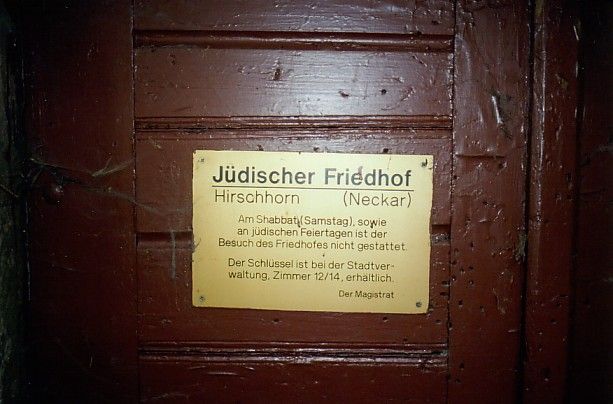 Jüdischer Friedhof
Hirschhorn (Neckar)
Am Shabbat (Samstag), sowie
an jüdischen Feiertagen ist der
Besuch des Friedhofes nicht gestattet.
Der Schlüssel ist bei der Stadtver-
waltung, Zimmer 12/14, erhältlich.
Der Magistrat